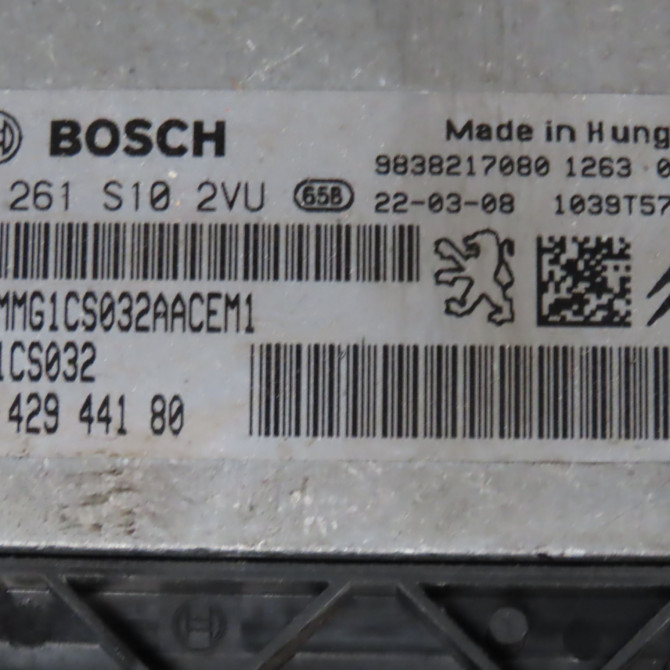 BOSCH
Made in Hung
9838217080 1263 0
261 S10 2VU 65B
22-03-08 1039T57
MMG1CS032AACEM1
1CS032
429 441 80